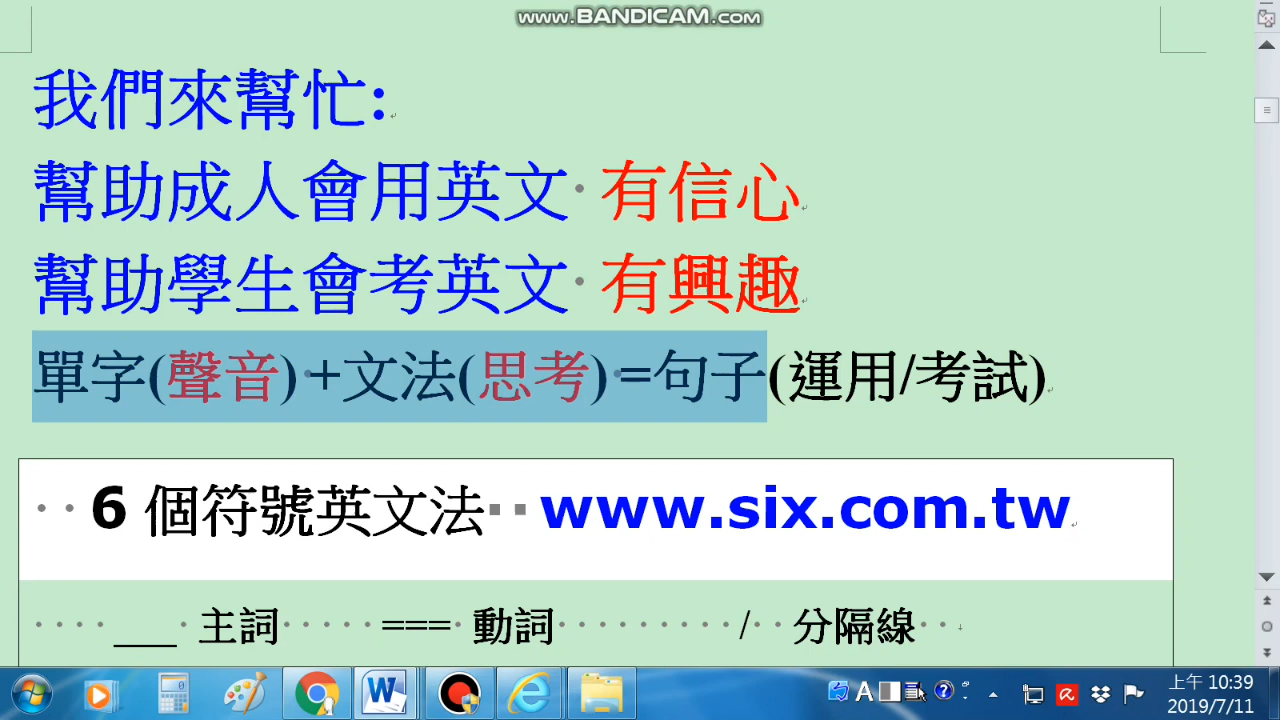 www.BANDICAM.com
我們來幫忙:
幫助成人會用英文 有信心
幫助學生會考英文 有興趣
單字(聲音) +文法(思考) =句子(運用/考試)
6 個符號英文法 www.six.com.tw
___ 主詞 === 動詞 / 分隔線
上午 10:39
2019/7/11